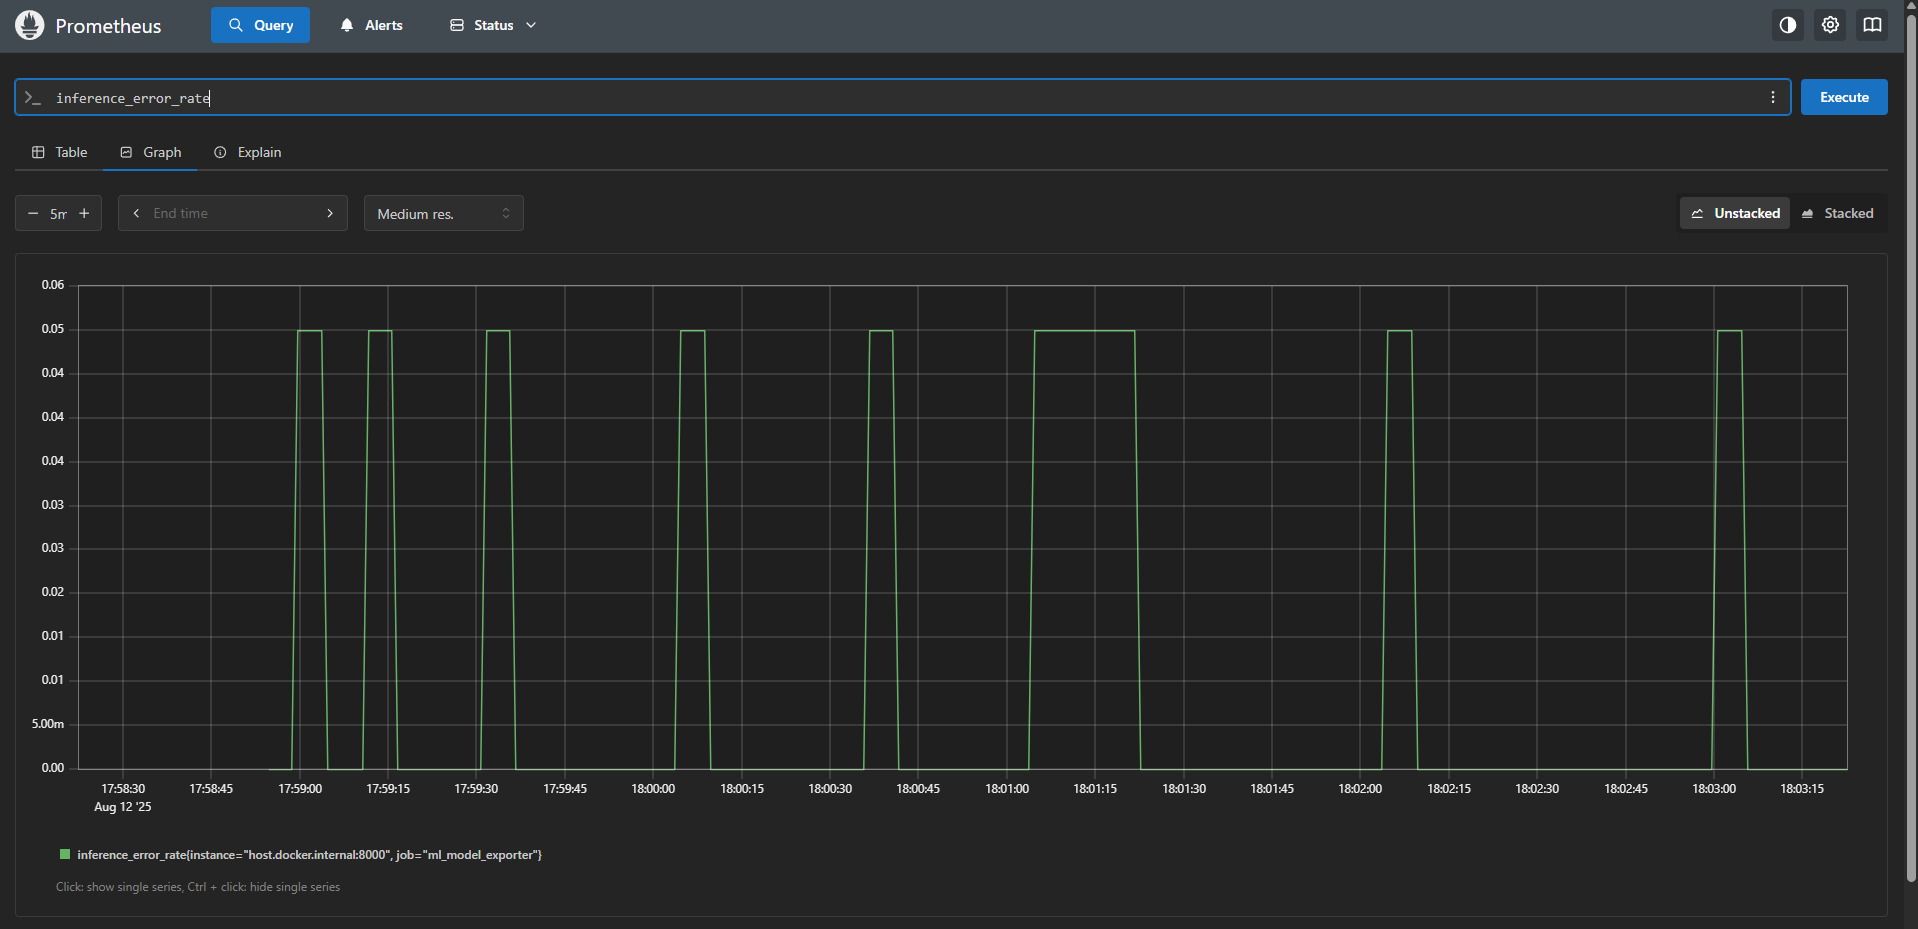 Prometheus Query Alerts Status
inference_error_rate Execute
Table Graph Explain
5m End time Medium res. Unstacked Stacked
0.06
0.05
0.04
0.04
0.04
0.03
0.03
0.02
0.01
0.01
5.00m
0.00
17:58:30 17:58:45 17:59:00 17:59:15 17:59:30 17:59:45 18:00:00 18:00:15 18:00:30 18:00:45 18:01:00 18:01:15 18:01:30 18:01:45 18:02:00 18:02:15 18:02:30 18:02:45 18:03:00 18:03:15
Aug 12 '25
inference_error_rate{instance="host.docker.internal:8000", job="ml_model_exporter"}
Click: show single series, Ctrl + click: hide single series